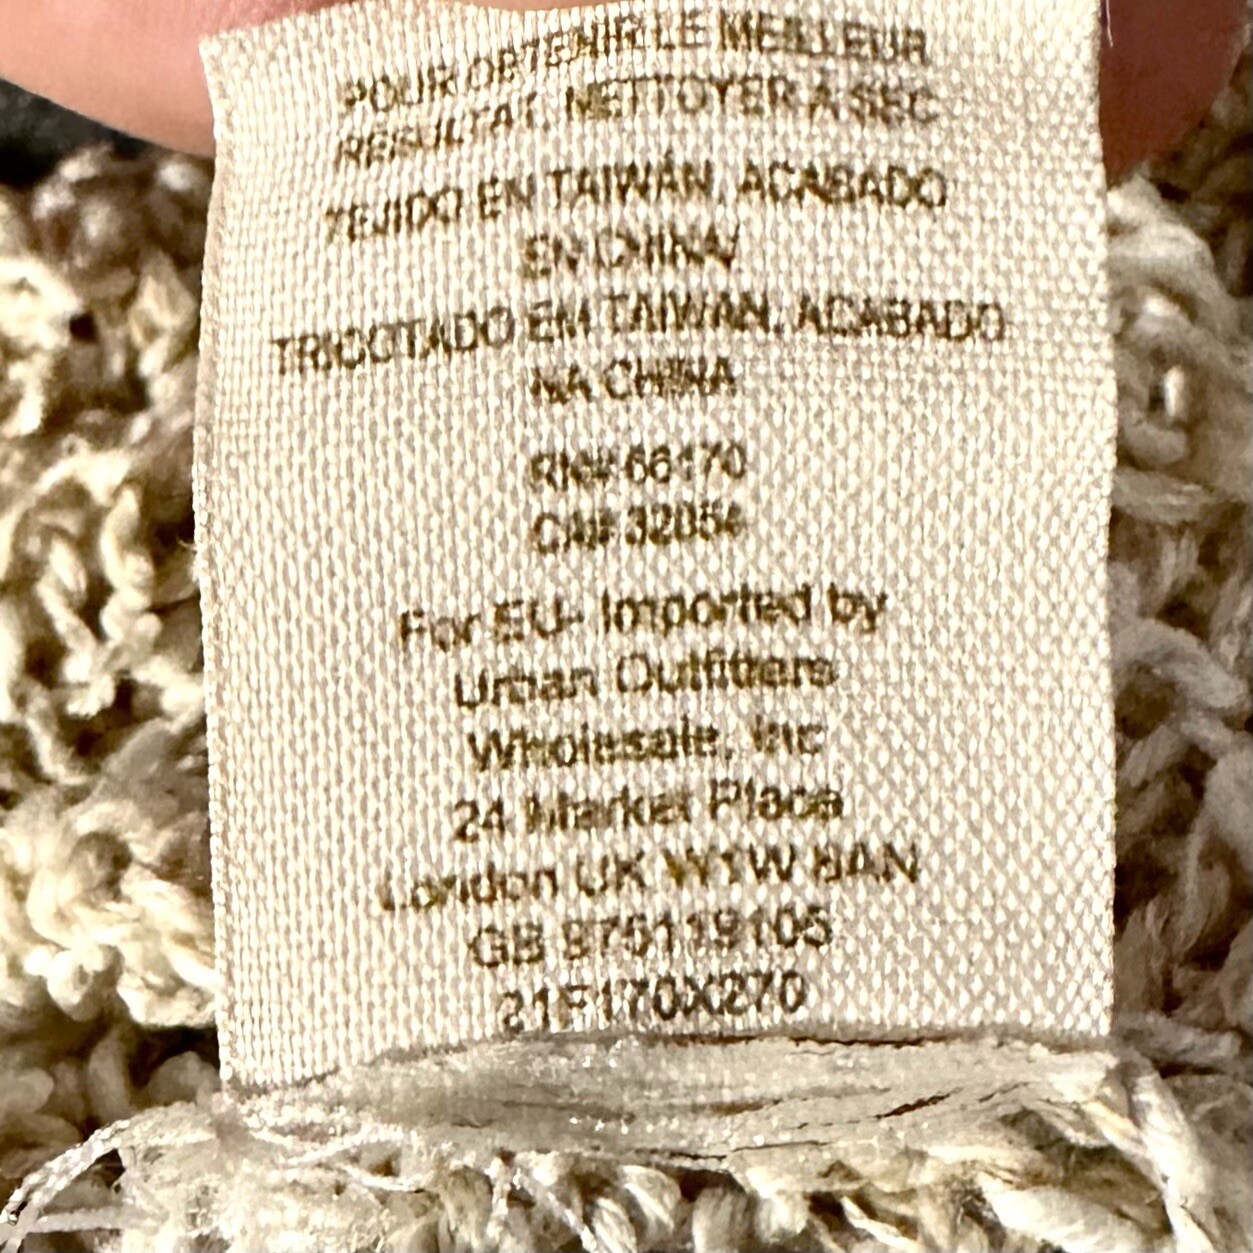 POUR OBTENIR LE MEILLEUR
RESULTAT, NETTOYER A SEC
TEJIDO EN TAIWÁN, ACABADO
EN CHINA/
TRICOTADO EM TAIWAN, ACABADO
NA CHINA
RN# 66170
CA# 32054
For EU- Imported by
Urban Outfitters
Wholesale, Inc
24 Market Place
London UK W1W 8AN
GB 975119105
21F170X270